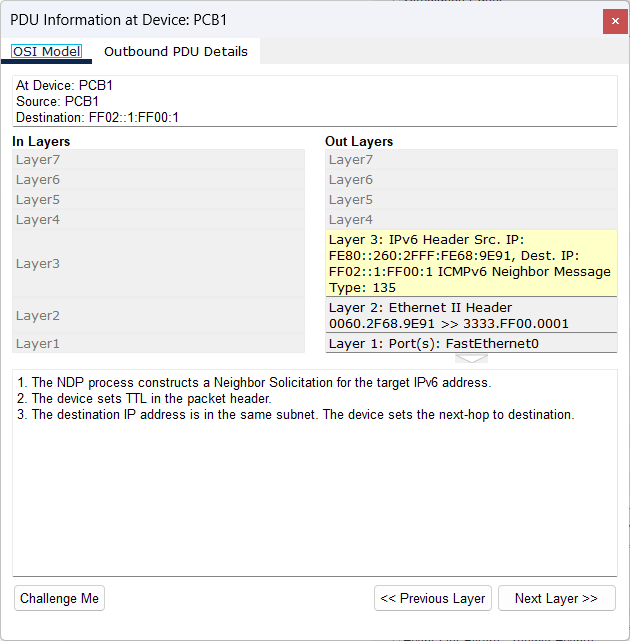 PDU Information at Device: PCB1
OSI Model
Outbound PDU Details
At Device: PCB1
Source: PCB1
Destination: FF02::1:FF00:1
In Layers
Layer7
Layer6
Layer5
Layer4
Layer3
Layer2
Layer1
Out Layers
Layer7
Layer6
Layer5
Layer4
Layer 3: IPv6 Header Src. IP:
FE80::260:2FFF:FE68:9E91, Dest. IP:
FF02::1:FF00:1 ICMPv6 Neighbor Message
Type: 135
Layer 2: Ethernet II Header
0060.2F68.9E91 >> 3333.FF00.0001
Layer 1: Port(s): FastEthernet0
1. The NDP process constructs a Neighbor Solicitation for the target IPv6 address.
2. The device sets TTL in the packet header.
3. The destination IP address is in the same subnet. The device sets the next-hop to destination.
Challenge Me
<< Previous Layer
Next Layer >>